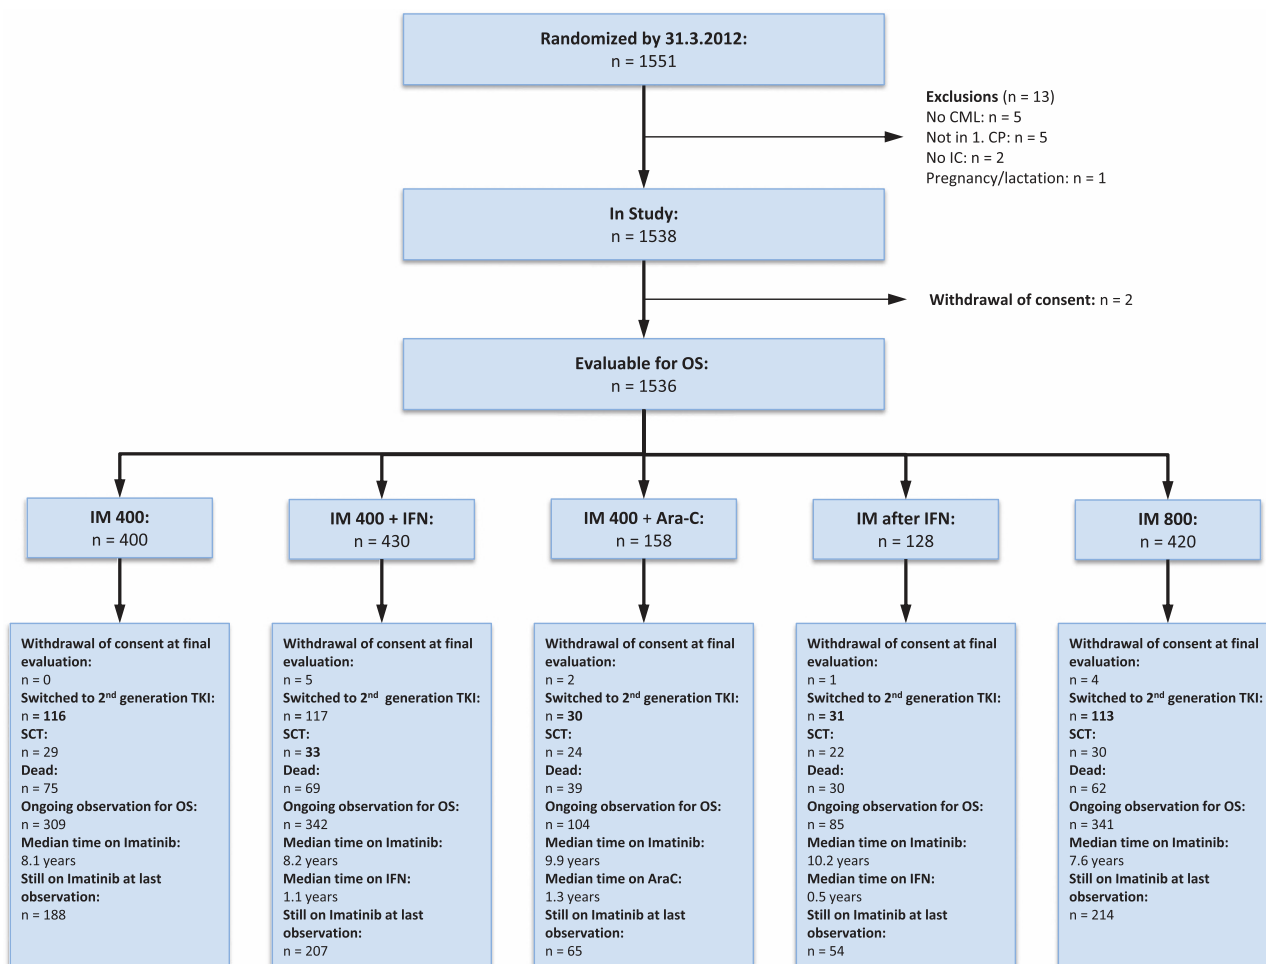 Randomized by 31.3.2012:
n = 1551
Exclusions (n = 13)
No CML: n = 5
Not in 1. CP: n = 5
No IC: n = 2
Pregnancy/lactation: n = 1
In Study:
n = 1538
Withdrawal of consent: n = 2
Evaluable for OS:
n = 1536
IM 400:
n = 400
IM 400 + IFN:
n = 430
IM 400 + Ara-C:
n = 158
IM after IFN:
n = 128
IM 800:
n = 420
Withdrawal of consent at final
evaluation:
n = 0
Switched to 2nd generation TKI:
n = 116
SCT:
n = 29
Dead:
n = 75
Ongoing observation for OS:
n = 309
Median time on Imatinib:
8.1 years
Still on Imatinib at last
observation:
n = 188
Withdrawal of consent at final
evaluation:
n = 5
Switched to 2nd generation TKI:
n = 117
SCT:
n = 33
Dead:
n = 69
Ongoing observation for OS:
n = 342
Median time on Imatinib:
8.2 years
Median time on IFN:
1.1 years
Still on Imatinib at last
observation:
n = 207
Withdrawal of consent at final
evaluation:
n = 2
Switched to 2nd generation TKI:
n = 30
SCT:
n = 24
Dead:
n = 39
Ongoing observation for OS:
n = 104
Median time on Imatinib:
9.9 years
Median time on AraC:
1.3 years
Still on Imatinib at last
observation:
n = 65
Withdrawal of consent at final
evaluation:
n = 1
Switched to 2nd generation TKI:
n = 31
SCT:
n = 22
Dead:
n = 30
Ongoing observation for OS:
n = 85
Median time on Imatinib:
10.2 years
Median time on IFN:
0.5 years
Still on Imatinib at last
observation:
n = 54
Withdrawal of consent at final
evaluation:
n = 4
Switched to 2nd generation TKI:
n = 113
SCT:
n = 30
Dead:
n = 62
Ongoing observation for OS:
n = 341
Median time on Imatinib:
7.6 years
Still on Imatinib at last
observation:
n = 214